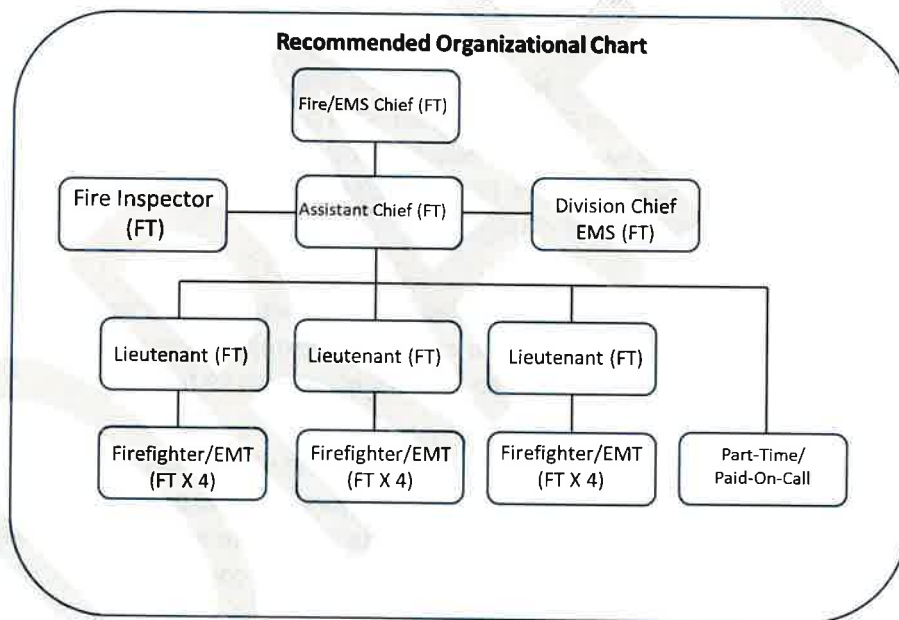 Recommended Organizational Chart
Fire/EMS Chief (FT)
Fire Inspector
(FT)
Assistant Chief (FT)
Division Chief
EMS (FT)
Lieutenant (FT)
Lieutenant (FT)
Lieutenant (FT)
Firefighter/EMT
(FT X 4)
Firefighter/EMT
(FT X 4)
Firefighter/EMT
(FT X 4)
Part-Time/
Paid-On-Call